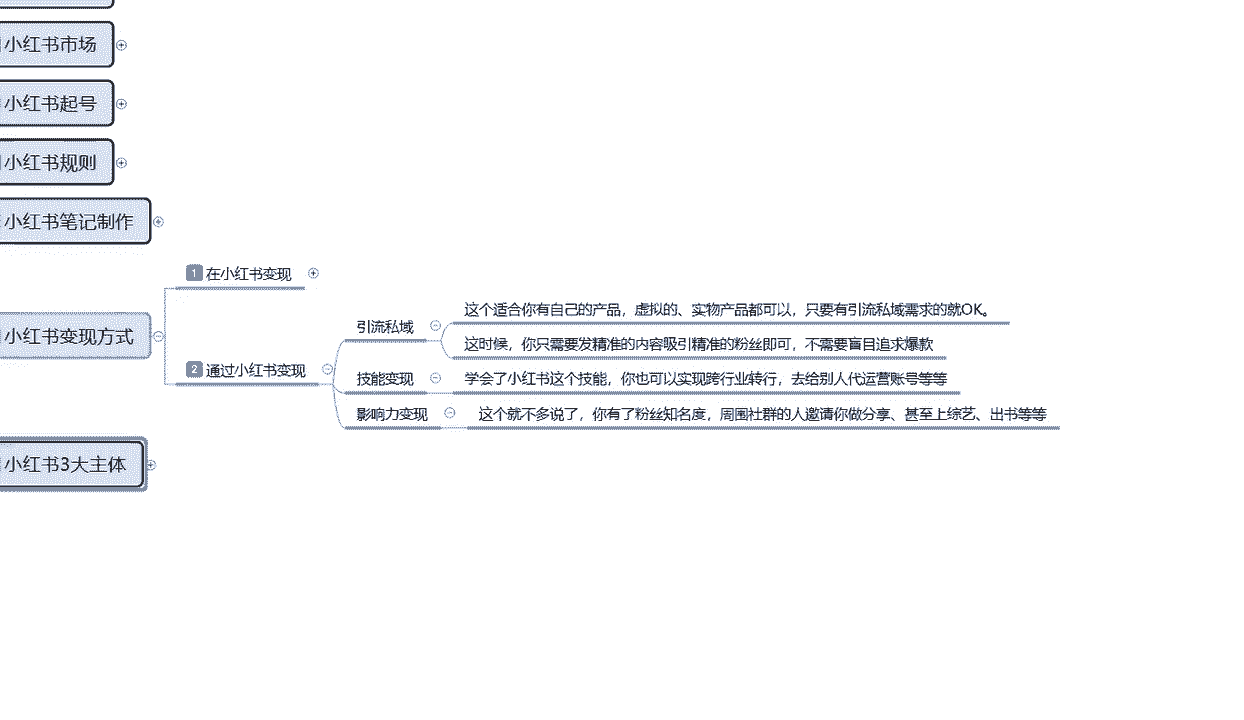 小红书市场
小红书起号
小红书规则
小红书笔记制作
1 在小红书变现
小红书变现方式
2 通过小红书变现
引流私域
这个适合你有自己的产品，虚拟的、实物产品都可以，只要有引流私域需求的就OK。
这时候，你只需要发精准的内容吸引精准的粉丝即可，不需要盲目追求爆款
技能变现
学会了小红书这个技能，你也可以实现跨行业转行，去给别人代运营账号等等
影响力变现
这个就不多说了，你有了粉丝知名度，周围社群的人邀请你做分享、甚至上综艺、出书等等
小红书3大主体